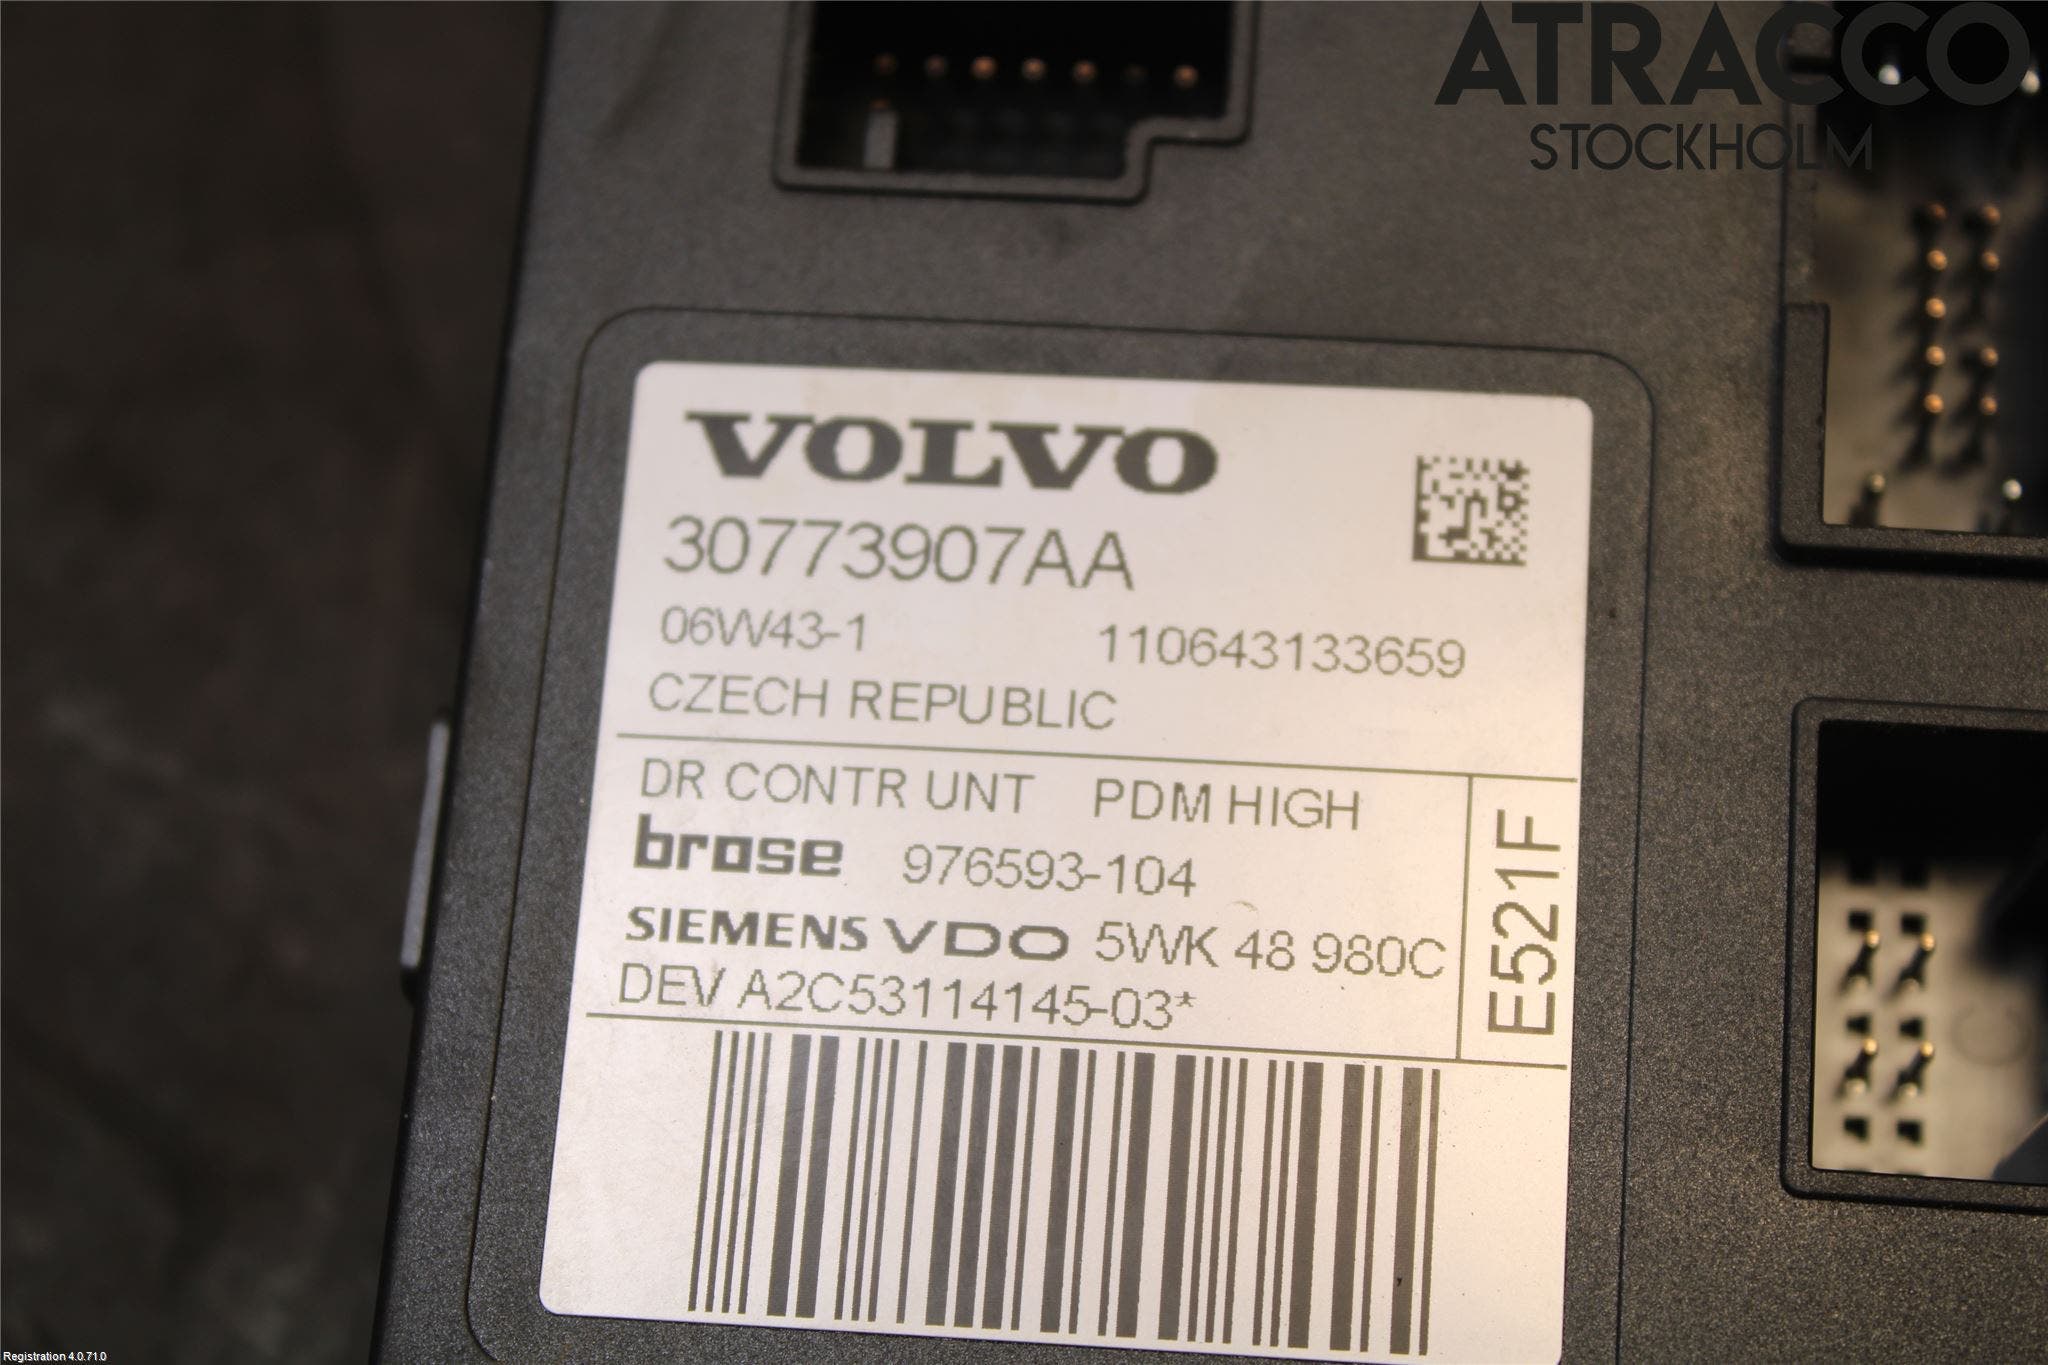 ATRACCO
STOCKHOLM
VOLVO
30773907AA
06W43-1 110643133659
CZECH REPUBLIC
DR CONTR UNT PDM HIGH
brose 976593-104
SIEMENS VDO 5WK 48 980C
DEV A2C53114145-03*
E521F
Registration 4.0.71.0